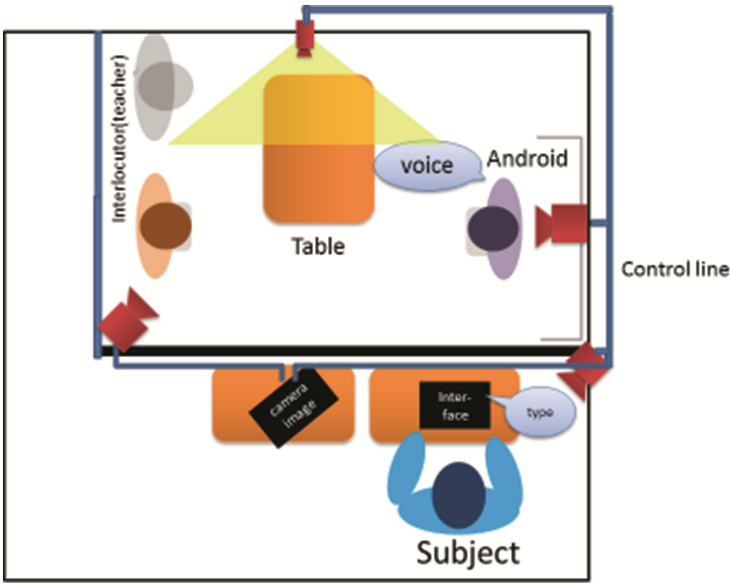 Interlocutor(teacher)
voice
Android
Table
Control line
camera
image
Inter-
face
type
Subject